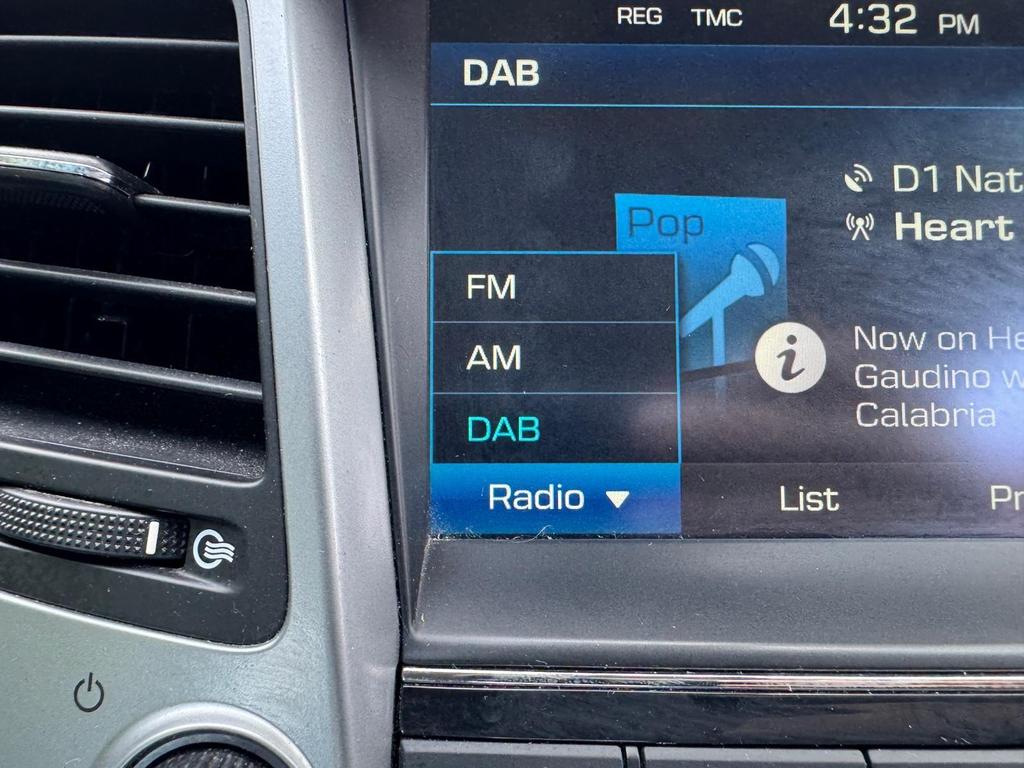 REG TMC 4:32 PM
DAB
D1 Nat
Pop
Heart
FM
AM
DAB
Now on He
Gaudino w
Calabria
Radio
List
Pr